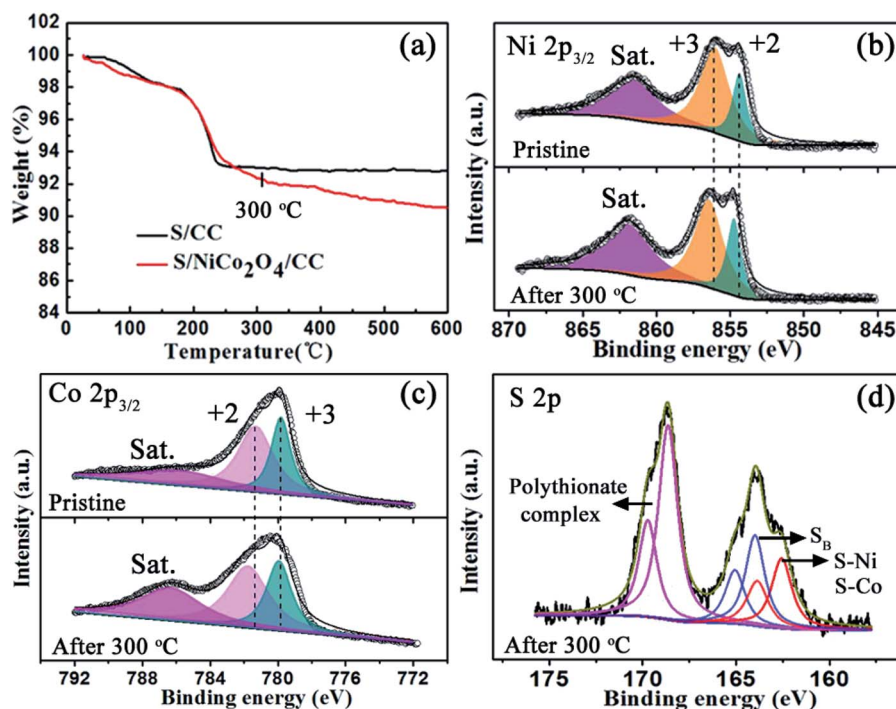 (a)
100
98
96
94
92
90
88
86
84
Weight (%)
300 ℃
S/CC
S/NiCo₂O₄/CC
0 100 200 300 400 500 600
Temperature(℃)
(b)
Ni 2p₃/₂
+3
+2
Sat.
Pristine
Sat.
After 300 ℃
Intensity (a.u.)
870 865 860 855 850 845
Binding energy (eV)
(c)
Co 2p₃/₂
+2
+3
Sat.
Pristine
Sat.
After 300 ℃
Intensity (a.u.)
792 788 784 780 776 772
Binding energy (eV)
(d)
S 2p
Polythionate
complex
S_B
S-Ni
S-Co
After 300 ℃
Intensity (a.u.)
175 170 165 160
Binding energy (eV)